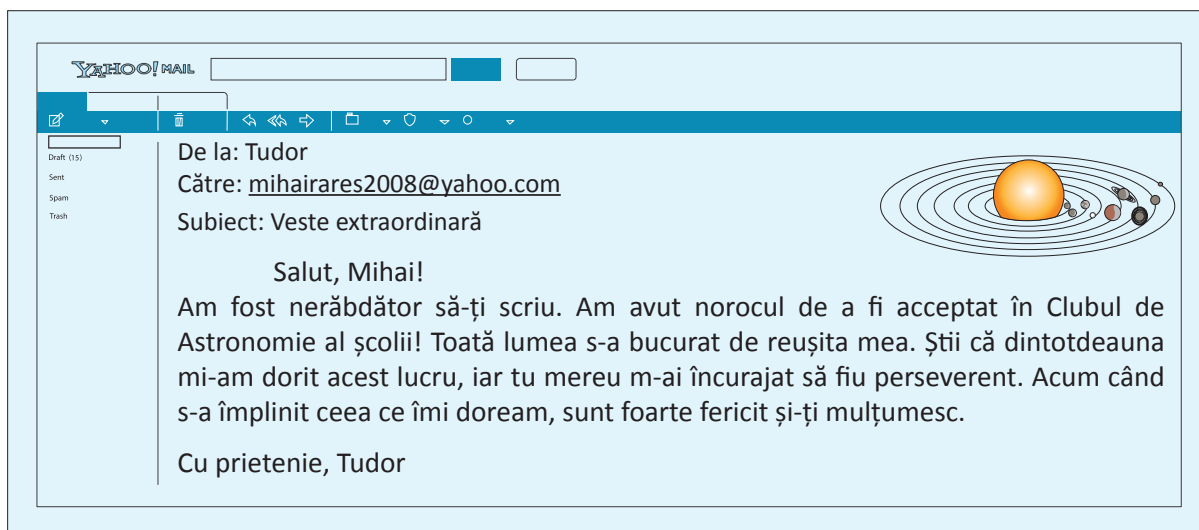 YAHOO! MAIL
Draft (15)
Sent
Spam
Trash
De la: Tudor
Către: mihairares2008@yahoo.com
Subiect: Veste extraordinară
Salut, Mihai!
Am fost nerăbdător să-ți scriu. Am avut norocul de a fi acceptat în Clubul de
Astronomie al școlii! Toată lumea s-a bucurat de reușita mea. Știi că dintotdeauna
mi-am dorit acest lucru, iar tu mereu m-ai încurajat să fiu perseverent. Acum când
s-a împlinit ceea ce îmi doream, sunt foarte fericit și-ți mulțumesc.
Cu prietenie, Tudor